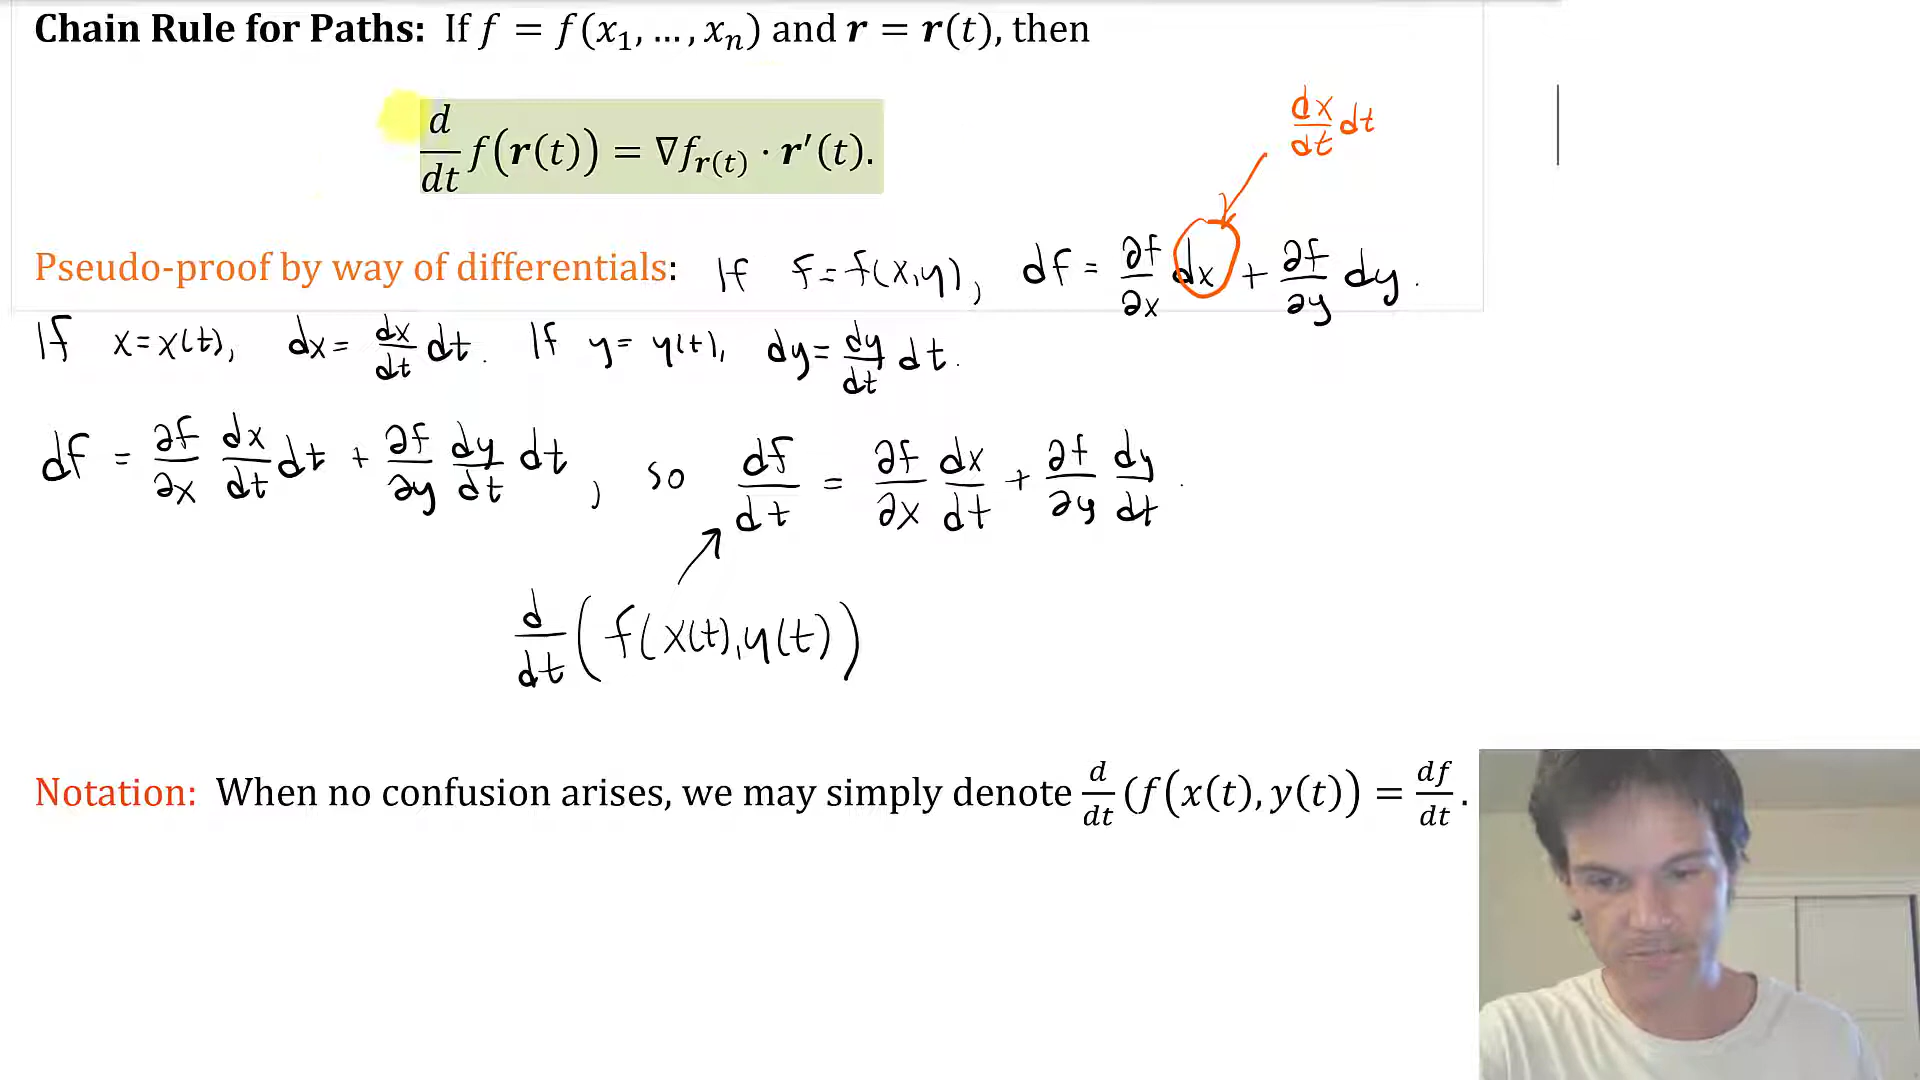 Chain Rule for Paths: If f = f(x₁, …, xₙ) and r = r(t), then
d/dt f(r(t)) = ∇f_r(t) · r′(t).
dx/dt dt
Pseudo-proof by way of differentials: If f = f(x,y), df = ∂f/∂x dx + ∂f/∂y dy.
If x = x(t), dx = dx/dt dt. If y = y(t), dy = dy/dt dt.
df = ∂f/∂x dx/dt dt + ∂f/∂y dy/dt dt, so df/dt = ∂f/∂x dx/dt + ∂f/∂y dy/dt.
d/dt (f(x(t),y(t))
Notation: When no confusion arises, we may simply denote d/dt (f(x(t), y(t)) = df/dt.